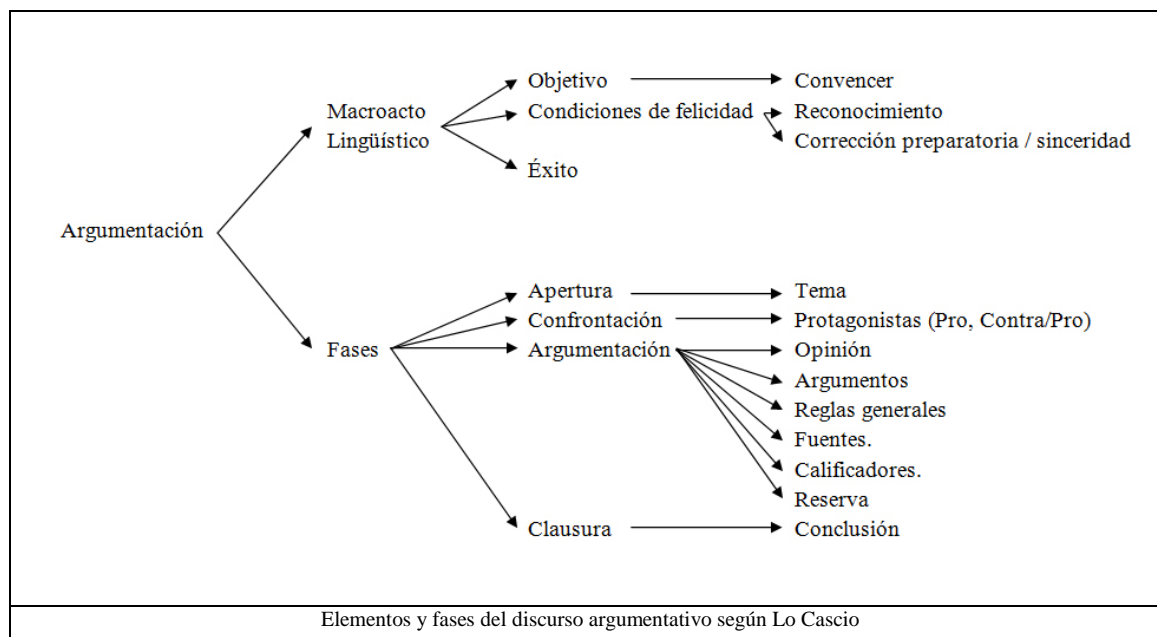 Objetivo
Convencer
Macroacto
Lingüístico
Condiciones de felicidad
Reconocimiento
Corrección preparatoria / sinceridad
Éxito
Argumentación
Apertura
Tema
Confrontación
Protagonistas (Pro, Contra/Pro)
Fases
Argumentación
Opinión
Argumentos
Reglas generales
Fuentes.
Calificadores.
Reserva
Clausura
Conclusión
Elementos y fases del discurso argumentativo según Lo Cascio